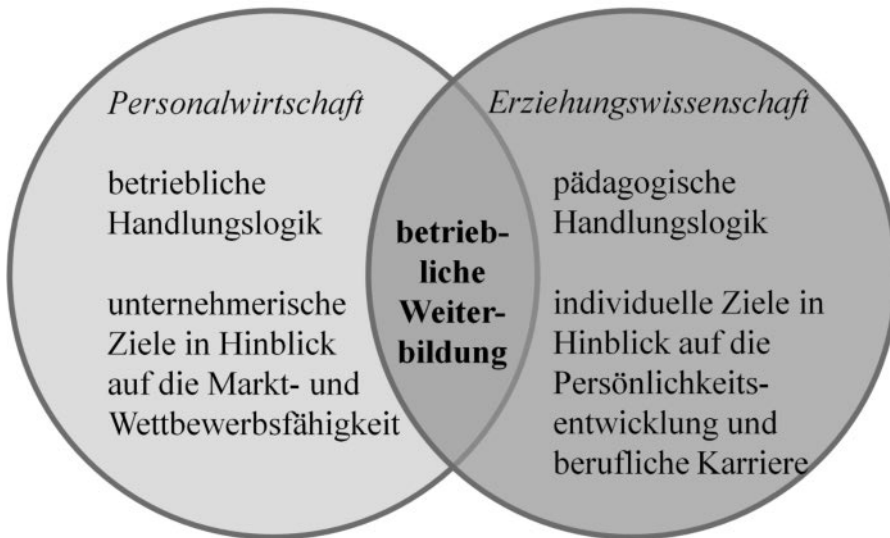 Personalwirtschaft
betriebliche
Handlungslogik
unternehmerische
Ziele in Hinblick
auf die Markt- und
Wettbewerbsfähigkeit
betrieb-
liche
Weiter-
bildung
Erziehungswissenschaft
pädagogische
Handlungslogik
individuelle Ziele in
Hinblick auf die
Persönlichkeits-
entwicklung und
berufliche Karriere